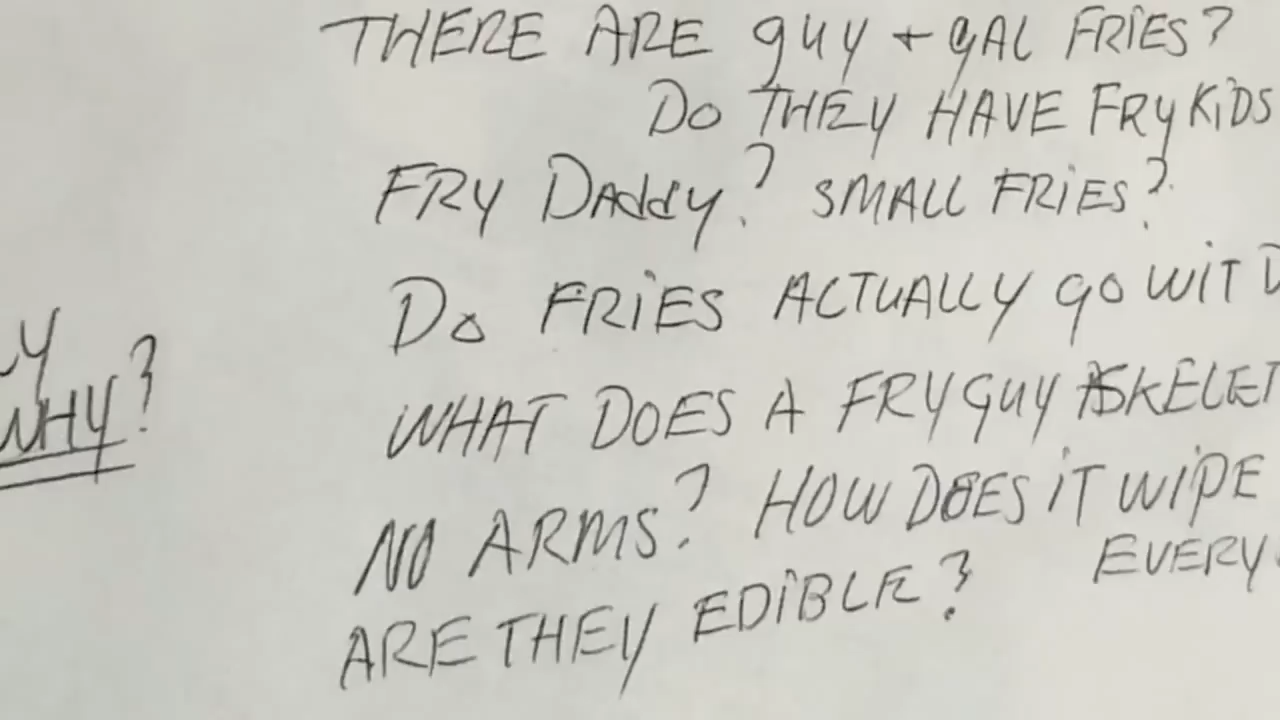 THERE ARE guy + gAL FRiES?
Do THEY HAVE FRY KiDS
FRY DAddy? SMALL FRiES?
Do FRiES ACTUALLY go WiT
WHY?
WHAT DOES A FRY guy
NO ARMS? HOW DOES iT WiPE
EVERY
ARE THEY EDiBLE?